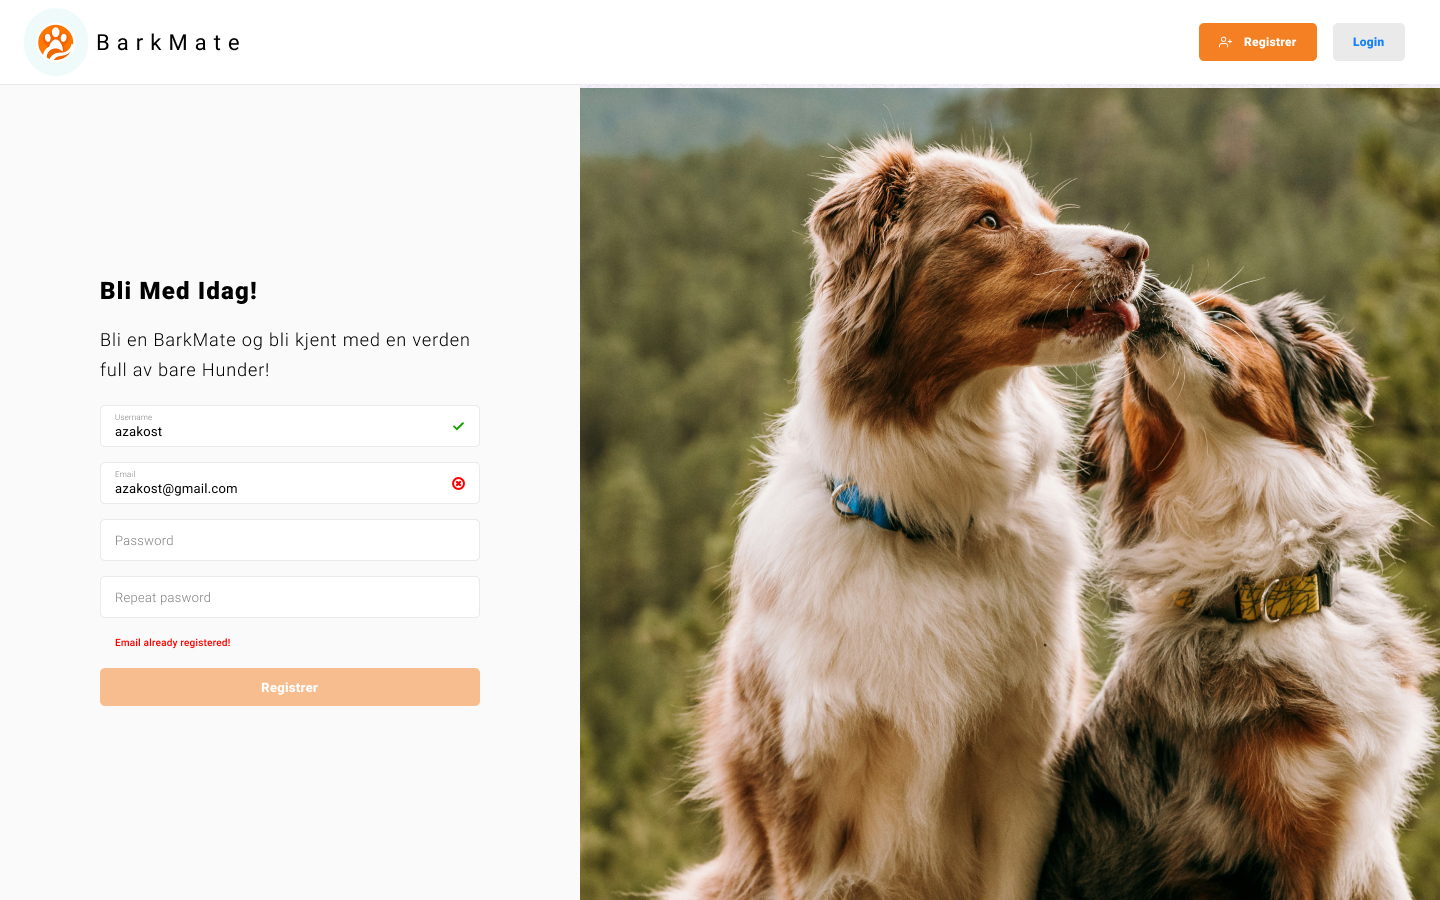 BarkMate
Registrer
Login
Bli Med Idag!
Bli en BarkMate og bli kjent med en verden
full av bare Hunder!
Username
azakost
Email
azakost@gmail.com
Password
Repeat pasword
Email already registered!
Registrer